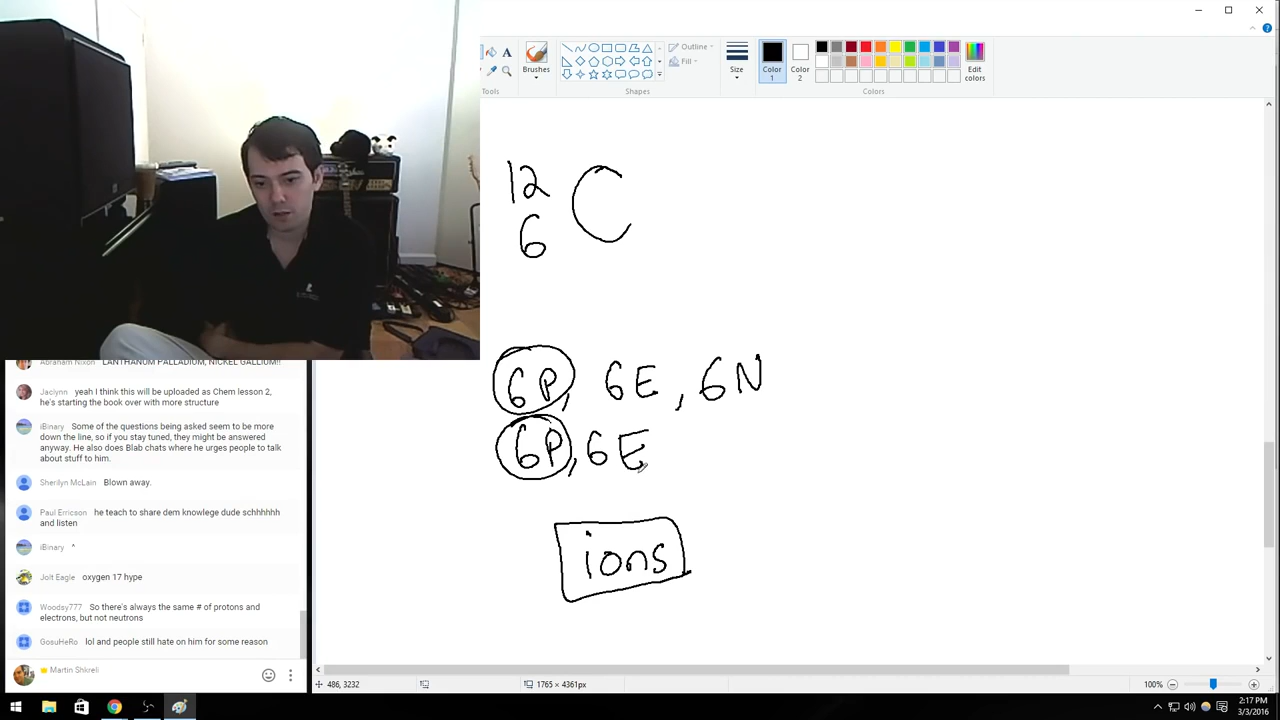 Tools
A
Brushes
Shapes
Outline
Fill
Size
Color
1
Color
2
Edit
colors
Colors
12
6
C
6P, 6E, 6N
6P, 6E
ions
Abraham Nixon LANTHANUM PALLADIUM, NICKEL GALLIUM!!
Jaclynn yeah I think this will be uploaded as Chem lesson 2,
he's starting the book over with more
structure
iBinary Some of the questions being asked seem to be more
down the line, so if you stay tuned, they might be answered
anyway. He also does Blab chats where he urges people to talk
about stuff to him.
Sherilyn McLain Blown away.
Paul Erricson he teach to share dem knowlege dude schhhhhh
and listen
iBinary ^
Jolt Eagle oxygen 17 hype
Woodsy777 So there's always the same # of protons and
electrons, but not neutrons
GosuHeRo lol and people still hate on him for some reason
Martin Shkreli
486, 3232
1765 × 4361px
100%
2:17 PM
3/3/2016